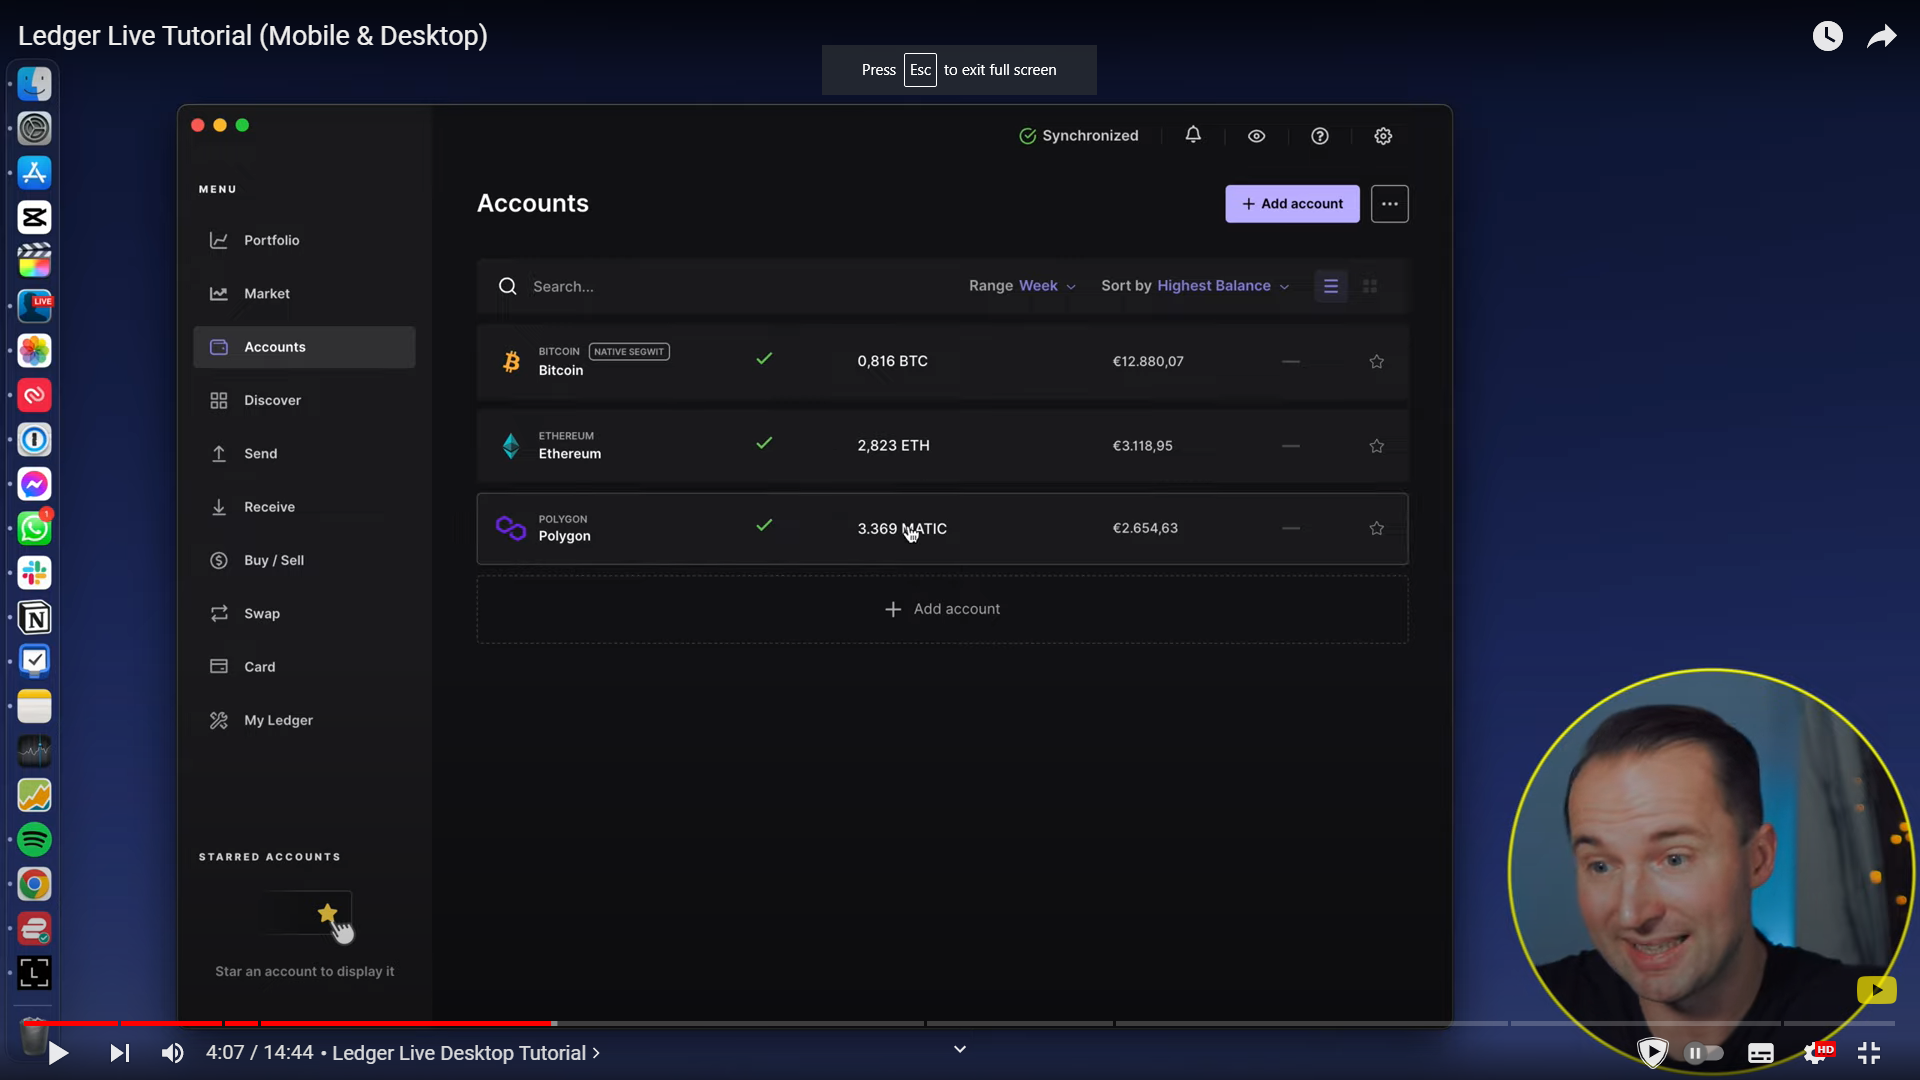 Ledger Live Tutorial (Mobile & Desktop)
Press Esc to exit full screen
LIVE
1
Synchronized
MENU
Portfolio
Market
Accounts
Discover
Send
Receive
Buy / Sell
Swap
Card
My Ledger
STARRED ACCOUNTS
Star an account to display it
Accounts
+ Add account
...
Search...
Range Week
Sort by Highest Balance
BITCOIN NATIVE SEGWIT
Bitcoin
0,816 BTC
€12.880,07
—
ETHEREUM
Ethereum
2,823 ETH
€3.118,95
—
POLYGON
Polygon
3.369 MATIC
€2.654,63
—
+ Add account
4:07 / 14:44 • Ledger Live Desktop Tutorial >
HD